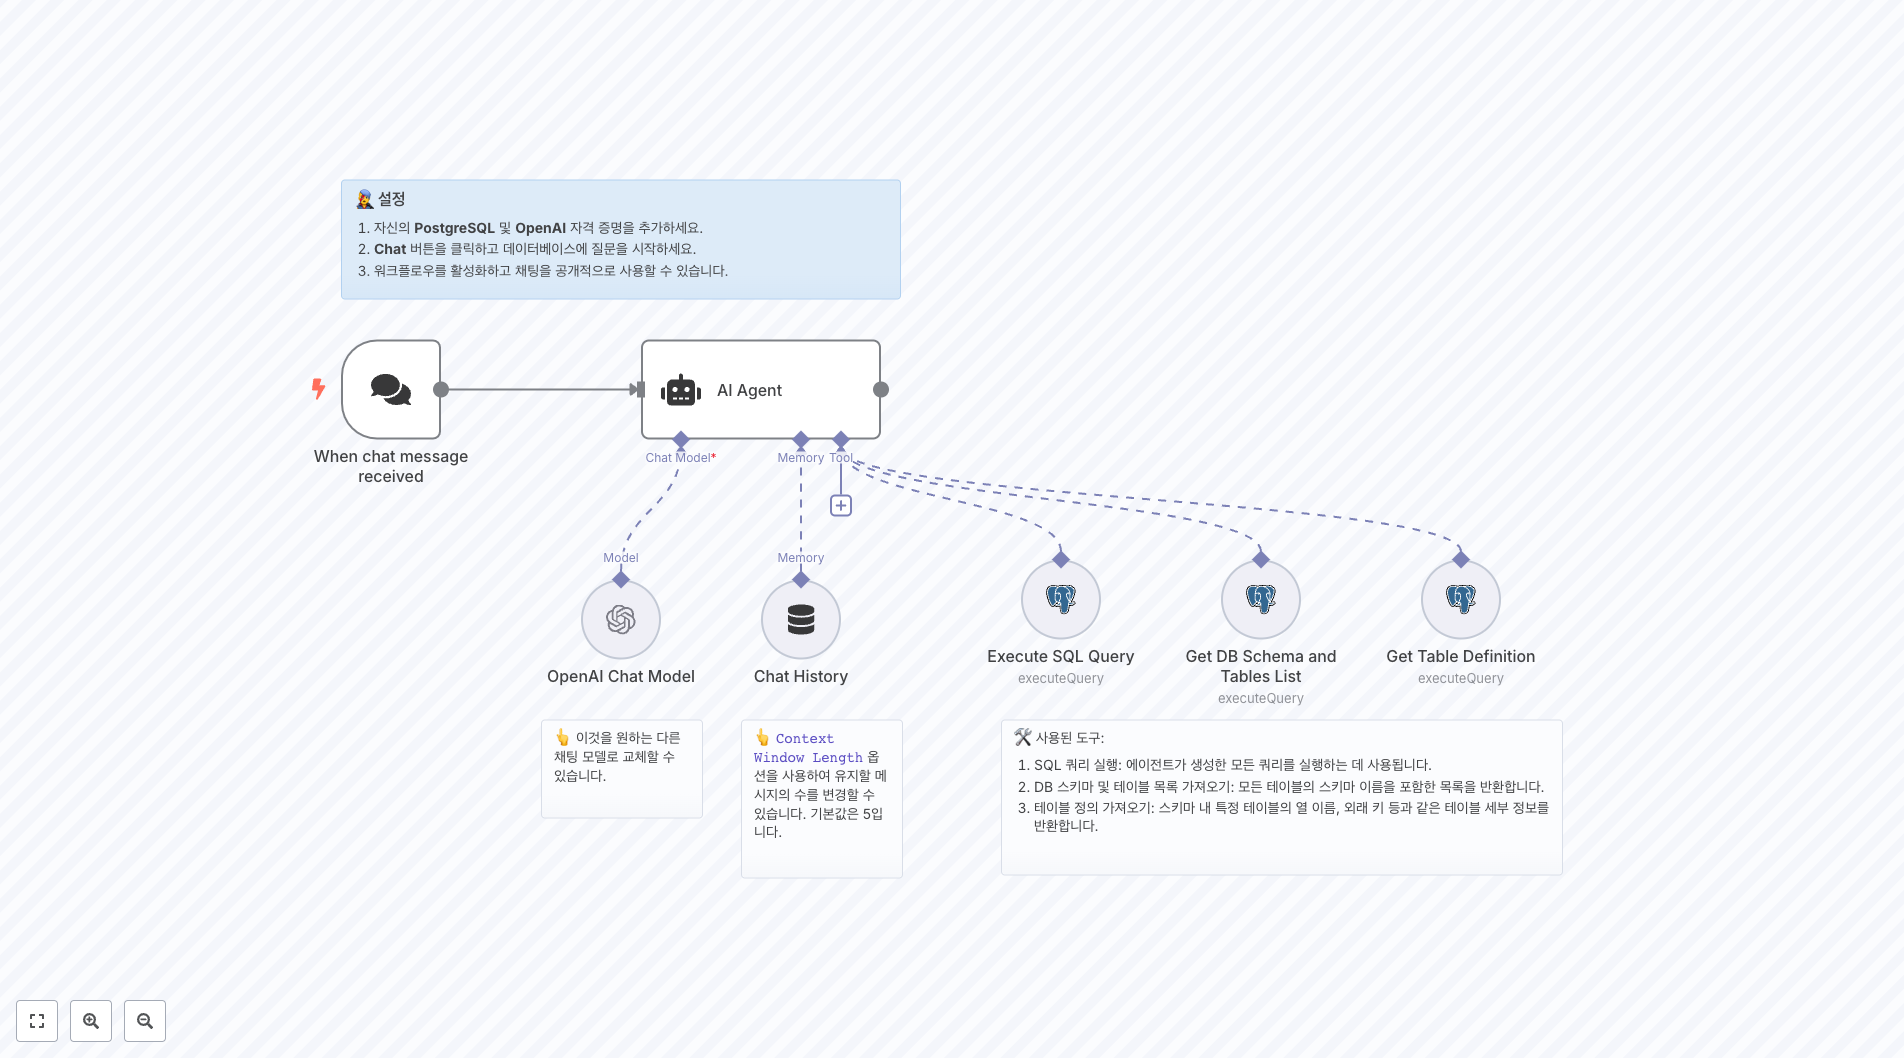 🧑‍🚀 설정
1. 자신의 PostgreSQL 및 OpenAI 자격 증명을 추가하세요.
2. Chat 버튼을 클릭하고 데이터베이스에 질문을 시작하세요.
3. 워크플로우를 활성화하고 채팅을 공개적으로 사용할 수 있습니다.
AI Agent
When chat message
received
Chat Model*
Memory
Tool
Model
Memory
OpenAI Chat Model
Chat History
Execute SQL Query
executeQuery
Get DB Schema and
Tables List
executeQuery
Get Table Definition
executeQuery
👆 이것을 원하는 다른
채팅 모델로 교체할 수
있습니다.
👆 Context
Window Length 옵
션을 사용하여 유지할 메
시지의 수를 변경할 수
있습니다. 기본값은 5입
니다.
🛠️ 사용된 도구:
1. SQL 쿼리 실행: 에이전트가 생성한 모든 쿼리를 실행하는 데 사용됩니다.
2. DB 스키마 및 테이블 목록 가져오기: 모든 테이블의 스키마 이름을 포함한 목록을 반환합니다.
3. 테이블 정의 가져오기: 스키마 내 특정 테이블의 열 이름, 외래 키 등과 같은 테이블 세부 정보를
반환합니다.